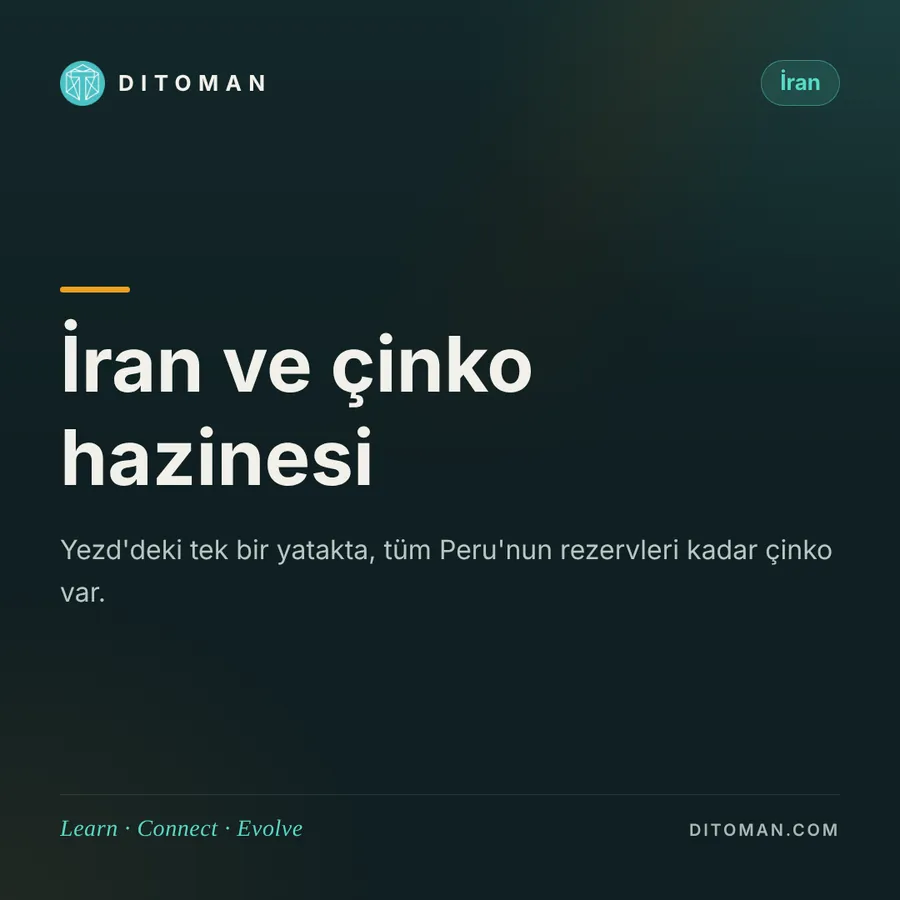 DITOMAN
İran
İran ve çinko
hazinesi
Yezd'deki tek bir yatakta, tüm Peru'nun rezervleri kadar çinko
var.
Learn · Connect · Evolve
DITOMAN.COM